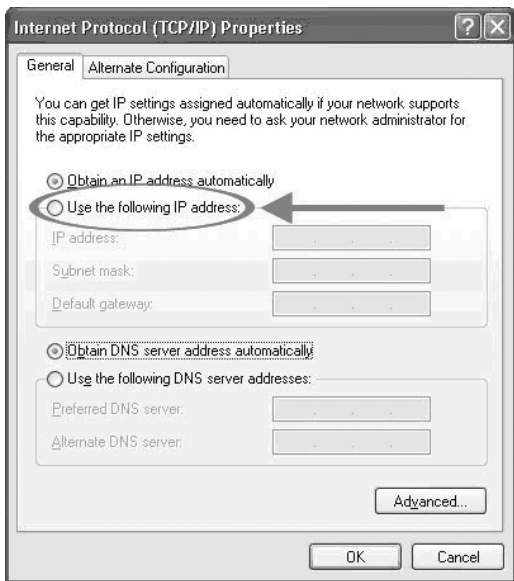 Internet Protocol (TCP/IP) Properties
General
Alternate Configuration
You can get IP settings assigned automatically if your network supports
this capability. Otherwise, you need to ask your network administrator for
the appropriate IP settings.
Obtain an IP address automatically
Use the following IP address:
IP address:
Subnet mask:
Default gateway:
Obtain DNS server address automatically
Use the following DNS server addresses:
Preferred DNS server:
Alternate DNS server:
Advanced...
OK
Cancel